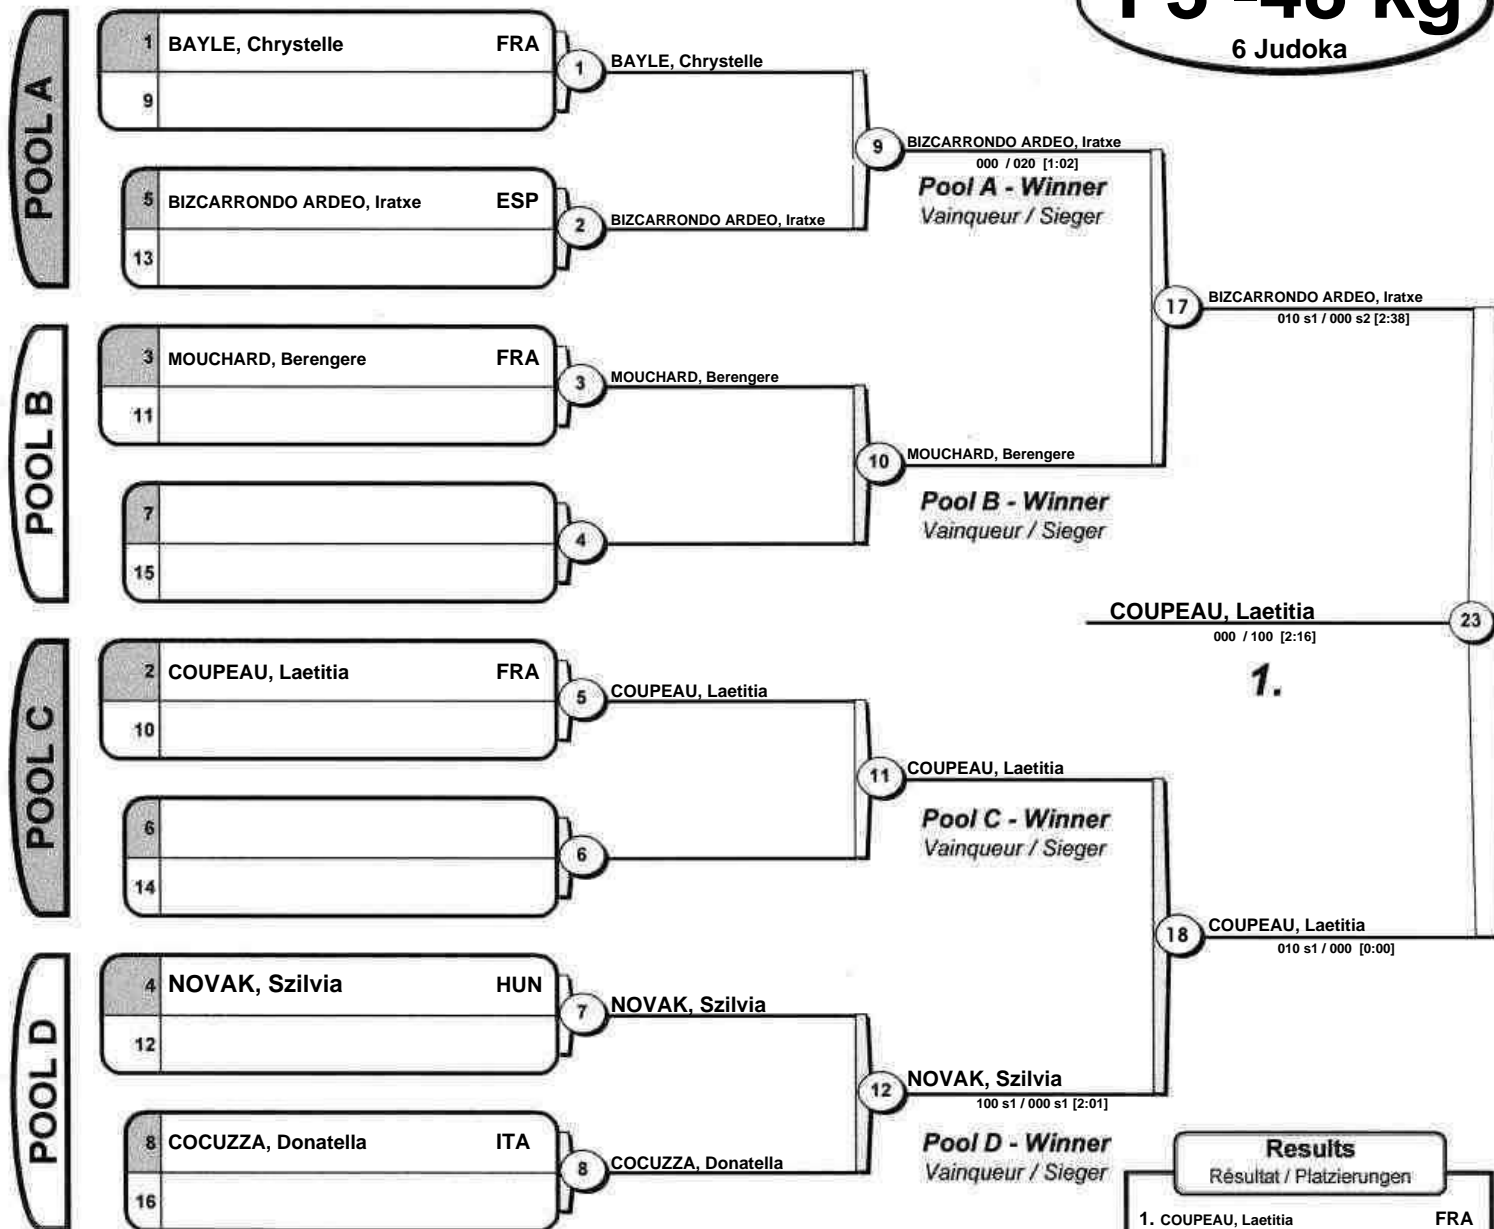 6 Judoka
POOL A
1 BAYLE, Chrystelle FRA
9
5 BIZCARRONDO ARDEO, Iratxe ESP
13
1 BAYLE, Chrystelle
2 BIZCARRONDO ARDEO, Iratxe
9 BIZCARRONDO ARDEO, Iratxe
000 / 020 [1:02]
Pool A - Winner
Vainqueur / Sieger
17 BIZCARRONDO ARDEO, Iratxe
010 s1 / 000 s2 [2:38]
POOL B
3 MOUCHARD, Berengere FRA
11
7
15
3 MOUCHARD, Berengere
4
10 MOUCHARD, Berengere
Pool B - Winner
Vainqueur / Sieger
COUPEAU, Laetitia 23
000 / 100 [2:16]
1.
POOL C
2 COUPEAU, Laetitia FRA
10
6
14
5 COUPEAU, Laetitia
6
11 COUPEAU, Laetitia
Pool C - Winner
Vainqueur / Sieger
18 COUPEAU, Laetitia
010 s1 / 000 [0:00]
POOL D
4 NOVAK, Szilvia HUN
12
8 COCUZZA, Donatella ITA
16
7 NOVAK, Szilvia
8 COCUZZA, Donatella
12 NOVAK, Szilvia
100 s1 / 000 s1 [2:01]
Pool D - Winner
Vainqueur / Sieger
Results
Résultat / Platzierungen
1. COUPEAU, Laetitia FRA